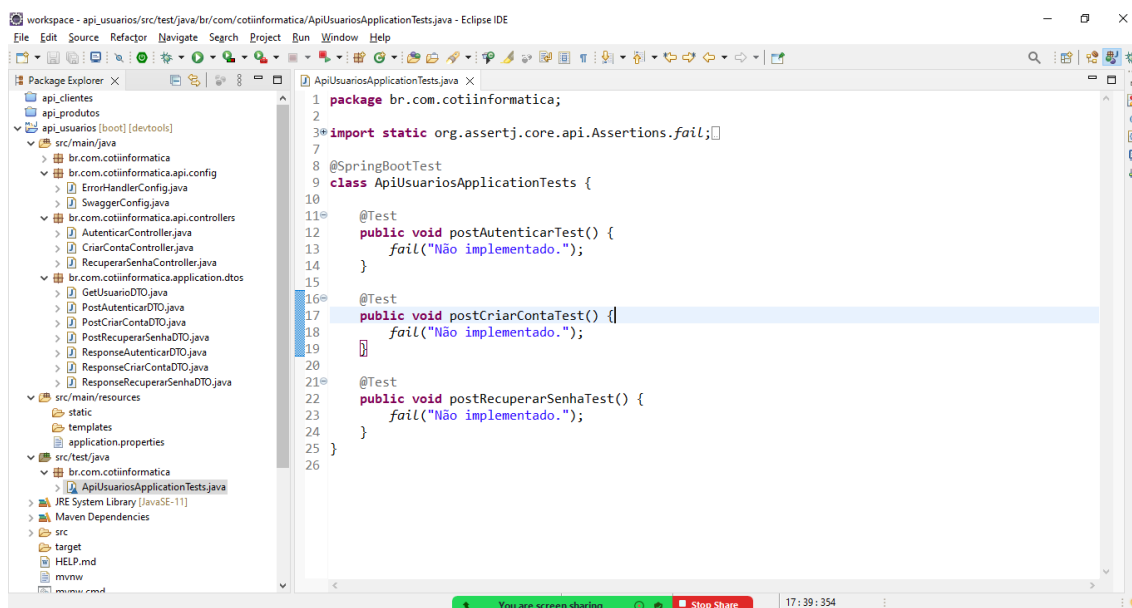 workspace - api_usuarios/src/test/java/br/com/cotiinformatica/ApiUsuariosApplicationTests.java - Eclipse IDE
File Edit Source Refactor Navigate Search Project Run Window Help
Package Explorer
api_clientes
api_produtos
api_usuarios [boot] [devtools]
src/main/java
br.com.cotiinformatica
br.com.cotiinformatica.api.config
ErrorHandlerConfig.java
SwaggerConfig.java
br.com.cotiinformatica.api.controllers
AutenticarController.java
CriarContaController.java
RecuperarSenhaController.java
br.com.cotiinformatica.application.dtos
GetUsuarioDTO.java
PostAutenticarDTO.java
PostCriarContaDTO.java
PostRecuperarSenhaDTO.java
ResponseAutenticarDTO.java
ResponseCriarContaDTO.java
ResponseRecuperarSenhaDTO.java
src/main/resources
static
templates
application.properties
src/test/java
br.com.cotiinformatica
ApiUsuariosApplicationTests.java
JRE System Library [JavaSE-11]
Maven Dependencies
src
target
HELP.md
mvnw
mvnw.cmd
ApiUsuariosApplicationTests.java
1 package br.com.cotiinformatica;
2
3 import static org.assertj.core.api.Assertions.fail;
7
8 @SpringBootTest
9 class ApiUsuariosApplicationTests {
10
11 @Test
12 public void postAutenticarTest() {
13 fail("Não implementado.");
14 }
15
16 @Test
17 public void postCriarContaTest() {
18 fail("Não implementado.");
19 }
20
21 @Test
22 public void postRecuperarSenhaTest() {
23 fail("Não implementado.");
24 }
25 }
26
You are screen sharing
Stop Share
17 : 39 : 354